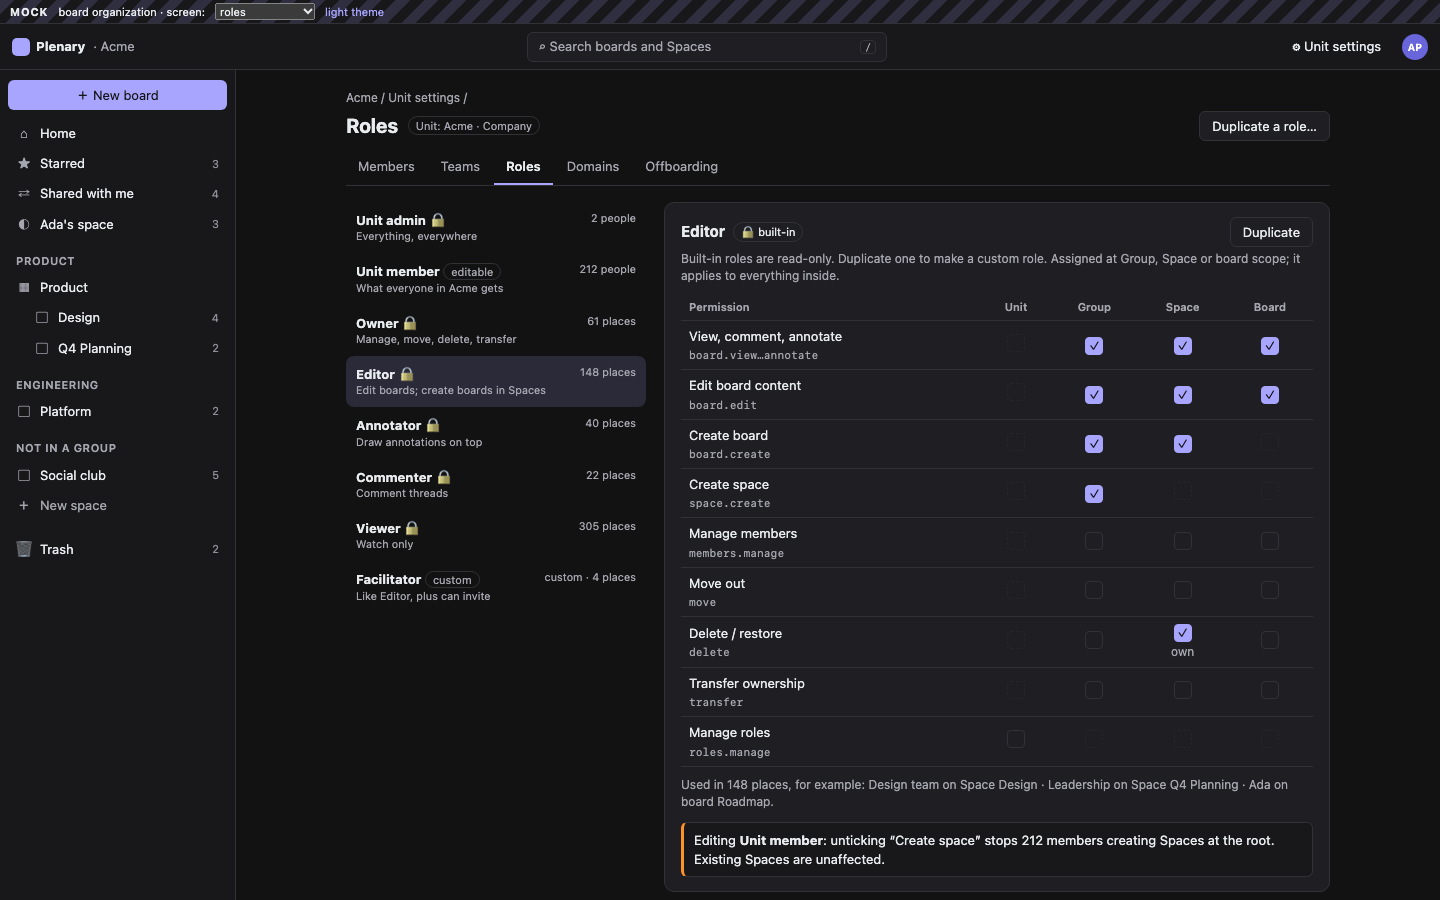 MOCK board organization · screen: roles light theme
Plenary · Acme
Search boards and Spaces /
Unit settings
AP
+ New board
Home
Starred 3
Shared with me 4
Ada's space 3
PRODUCT
Product
Design 4
Q4 Planning 2
ENGINEERING
Platform 2
NOT IN A GROUP
Social club 5
+ New space
Trash 2
Acme / Unit settings /
Roles Unit: Acme · Company
Duplicate a role…
Members Teams Roles Domains Offboarding
Unit admin 2 people
Everything, everywhere
Unit member editable 212 people
What everyone in Acme gets
Owner 61 places
Manage, move, delete, transfer
Editor 148 places
Edit boards; create boards in Spaces
Annotator 40 places
Draw annotations on top
Commenter 22 places
Comment threads
Viewer 305 places
Watch only
Facilitator custom custom · 4 places
Like Editor, plus can invite
Editor built-in Duplicate
Built-in roles are read-only. Duplicate one to make a custom role. Assigned at Group, Space or board scope; it
applies to everything inside.
Permission Unit Group Space Board
View, comment, annotate
board.view…annotate
Edit board content
board.edit
Create board
board.create
Create space
space.create
Manage members
members.manage
Move out
move
Delete / restore
delete own
Transfer ownership
transfer
Manage roles
roles.manage
Used in 148 places, for example: Design team on Space Design · Leadership on Space Q4 Planning · Ada on
board Roadmap.
Editing Unit member: unticking “Create space” stops 212 members creating Spaces at the root.
Existing Spaces are unaffected.